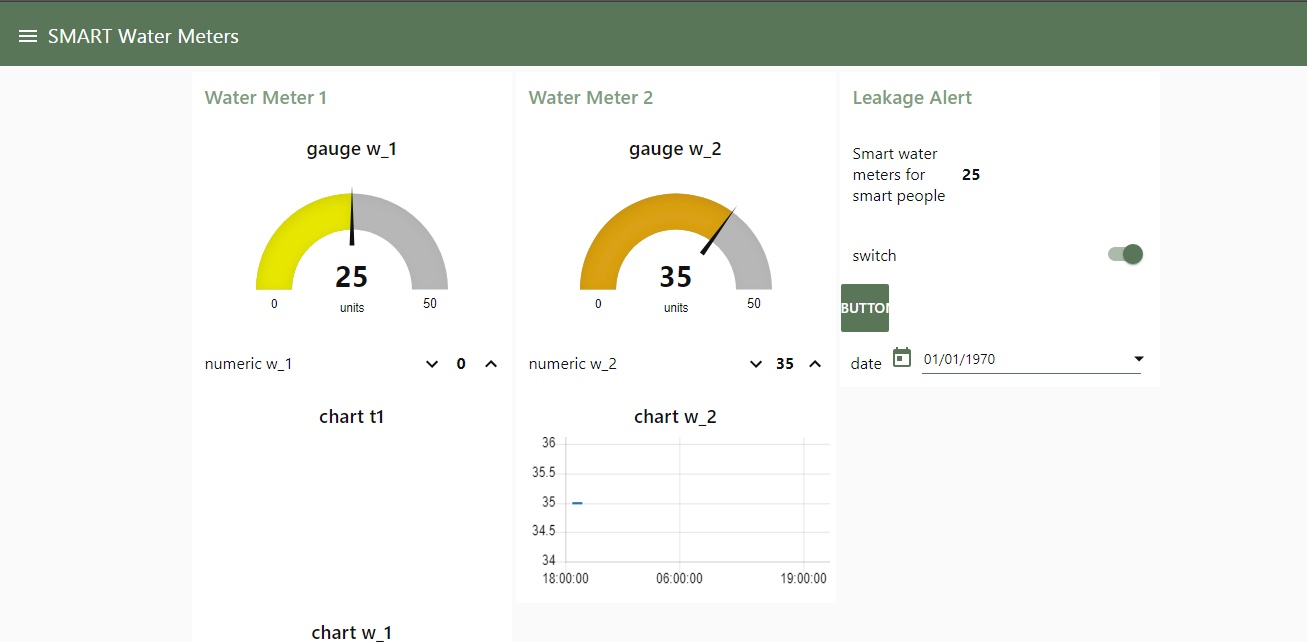 SMART Water Meters
Water Meter 1
gauge w_1
25
0
units
50
numeric w_1
0
chart t1
chart w_1
Water Meter 2
gauge w_2
35
0
units
50
numeric w_2
35
chart w_2
36
35.5
35
34.5
34
18:00:00
06:00:00
19:00:00
Leakage Alert
Smart water
meters for
smart people
25
switch
BUTTON
date
01/01/1970